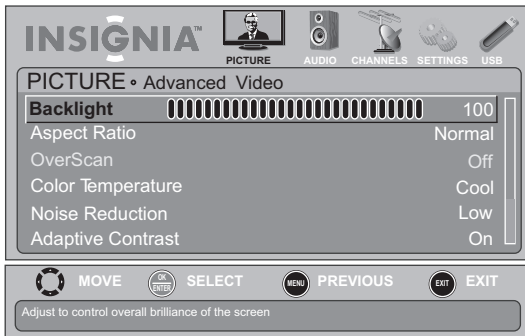 INSIGNIA™
PICTURE AUDIO CHANNELS SETTINGS USB
PICTURE • Advanced Video
Backlight 100
Aspect Ratio Normal
OverScan Off
Color Temperature Cool
Noise Reduction Low
Adaptive Contrast On
MOVE OK ENTER SELECT MENU PREVIOUS EXIT EXIT
Adjust to control overall brilliance of the screen